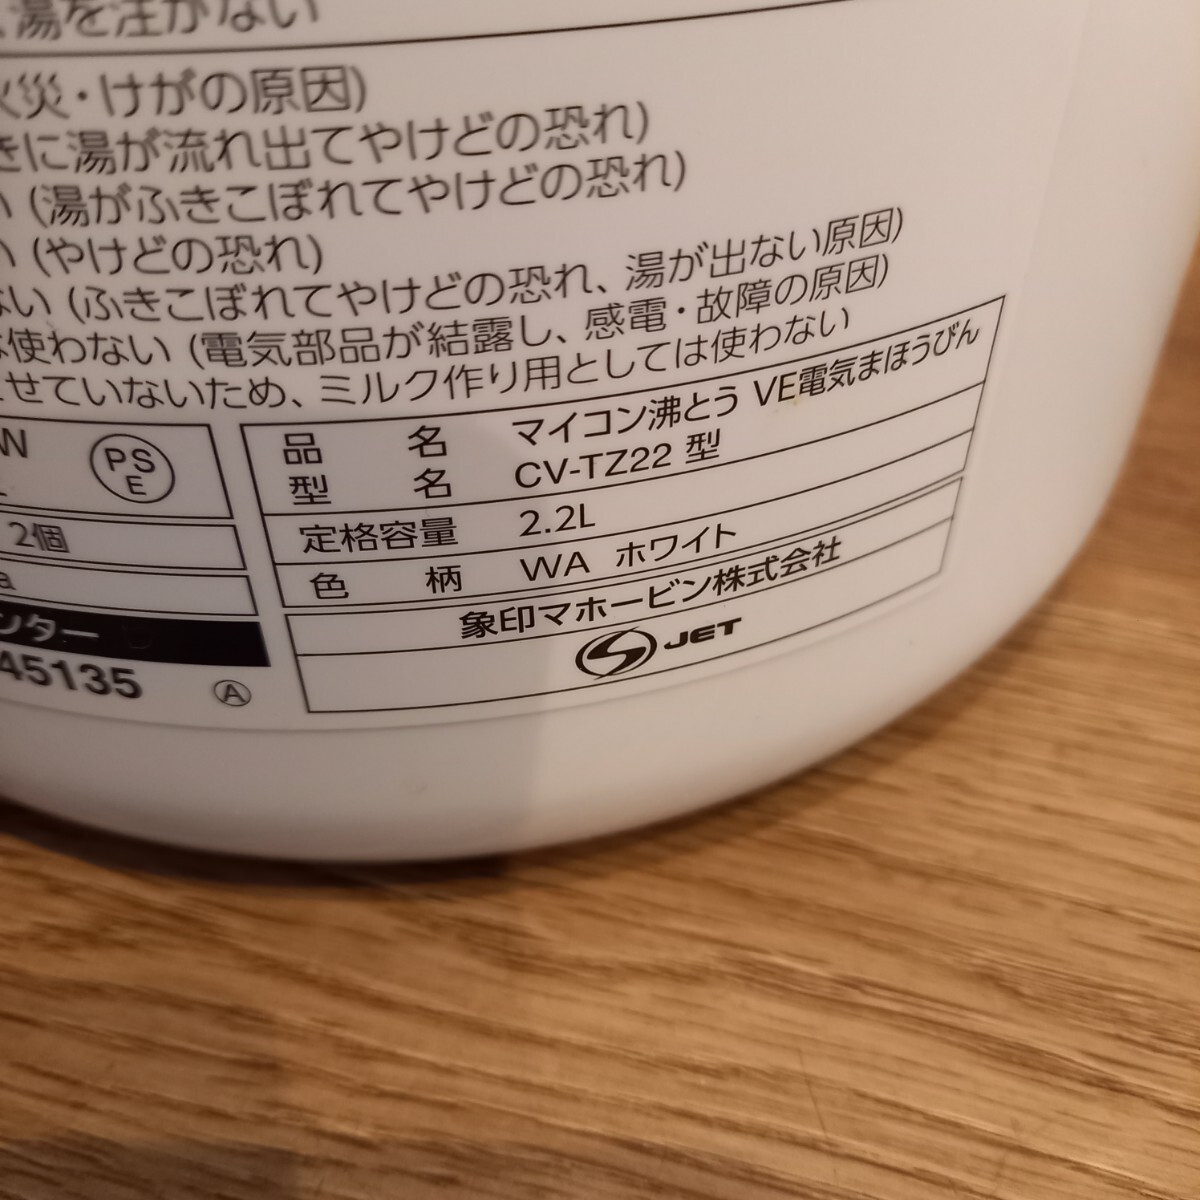 湯を注がない
火災・けがの原因)
きに湯が流れ出てやけどの恐れ)
い (湯がふきこぼれてやけどの恐れ)
い (やけどの恐れ)
ない (ふきこぼれてやけどの恐れ、湯が出ない原因)
使わない (電気部品が結露し、感電・故障の原因)
させていないため、ミルク作り用としては使わない
W
PS
E
2個
a
ンター
45135
Ⓐ
品名 マイコン沸とう VE電気まほうびん
型名 CV-TZ22 型
定格容量 2.2L
色柄 WA ホワイト
象印マホービン株式会社
JET